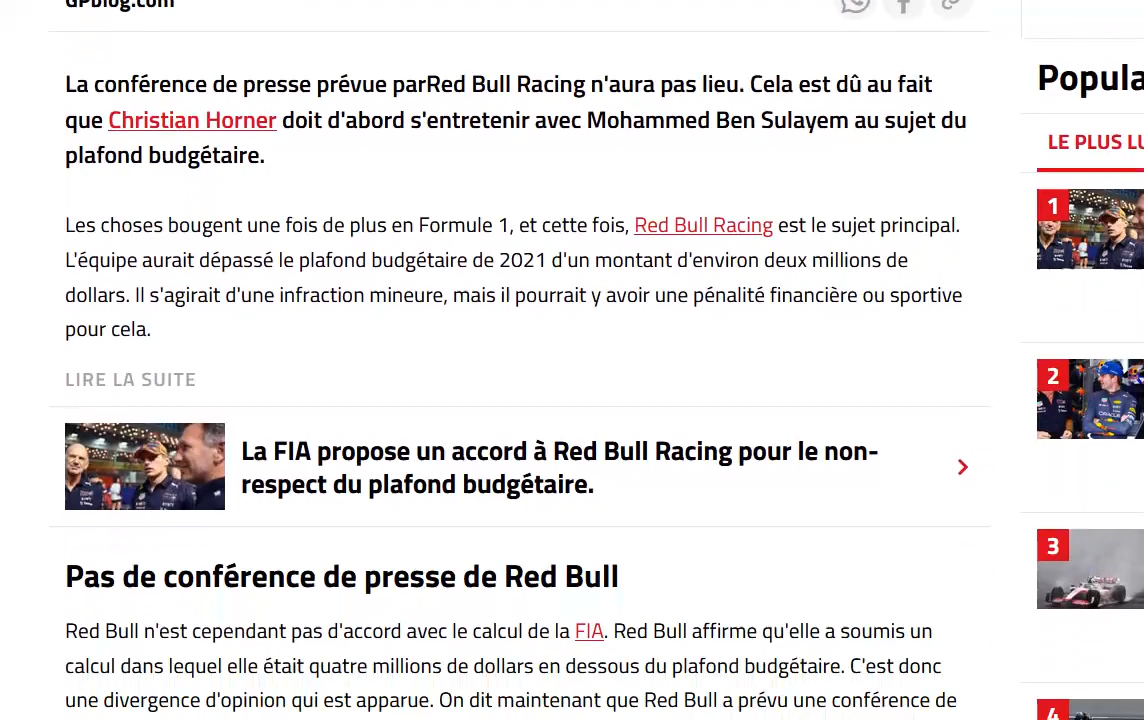 GPblog.com
La conférence de presse prévue parRed Bull Racing n'aura pas lieu. Cela est dû au fait
que Christian Horner doit d'abord s'entretenir avec Mohammed Ben Sulayem au sujet du
plafond budgétaire.
Les choses bougent une fois de plus en Formule 1, et cette fois, Red Bull Racing est le sujet principal.
L'équipe aurait dépassé le plafond budgétaire de 2021 d'un montant d'environ deux millions de
dollars. Il s'agirait d'une infraction mineure, mais il pourrait y avoir une pénalité financière ou sportive
pour cela.
LIRE LA SUITE
La FIA propose un accord à Red Bull Racing pour le non-
respect du plafond budgétaire.
Pas de conférence de presse de Red Bull
Red Bull n'est cependant pas d'accord avec le calcul de la FIA. Red Bull affirme qu'elle a soumis un
calcul dans lequel elle était quatre millions de dollars en dessous du plafond budgétaire. C'est donc
une divergence d'opinion qui est apparue. On dit maintenant que Red Bull a prévu une conférence de
Popula
LE PLUS LU
1
2
3
4